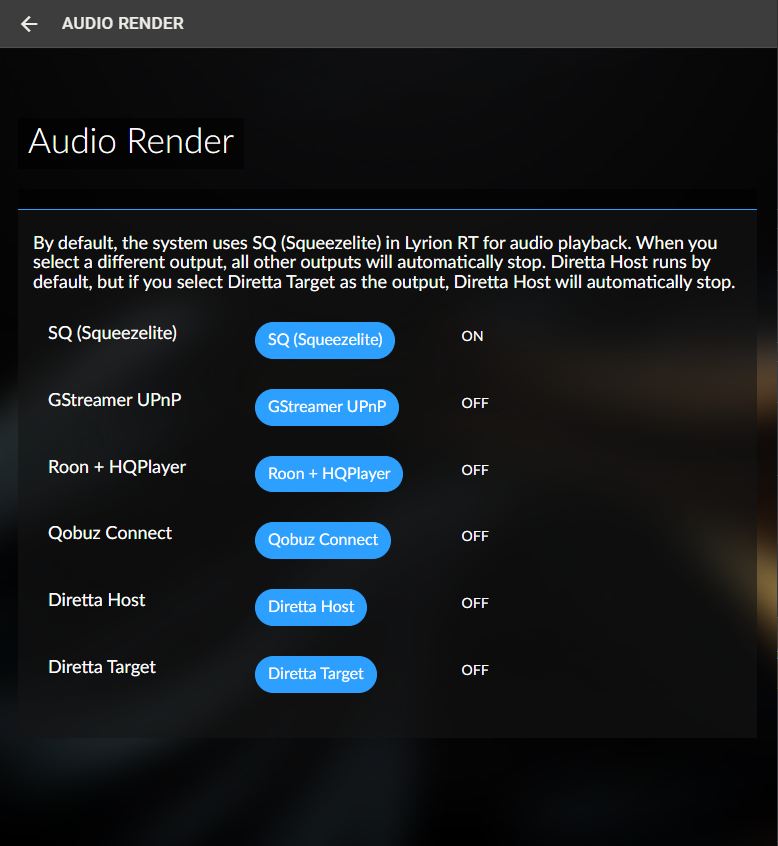 AUDIO RENDER
Audio Render
By default, the system uses SQ (Squeezelite) in Lyrion RT for audio playback. When you
select a different output, all other outputs will automatically stop. Diretta Host runs by
default, but if you select Diretta Target as the output, Diretta Host will automatically stop.
SQ (Squeezelite) SQ (Squeezelite) ON
GStreamer UPnP GStreamer UPnP OFF
Roon + HQPlayer Roon + HQPlayer OFF
Qobuz Connect Qobuz Connect OFF
Diretta Host Diretta Host OFF
Diretta Target Diretta Target OFF